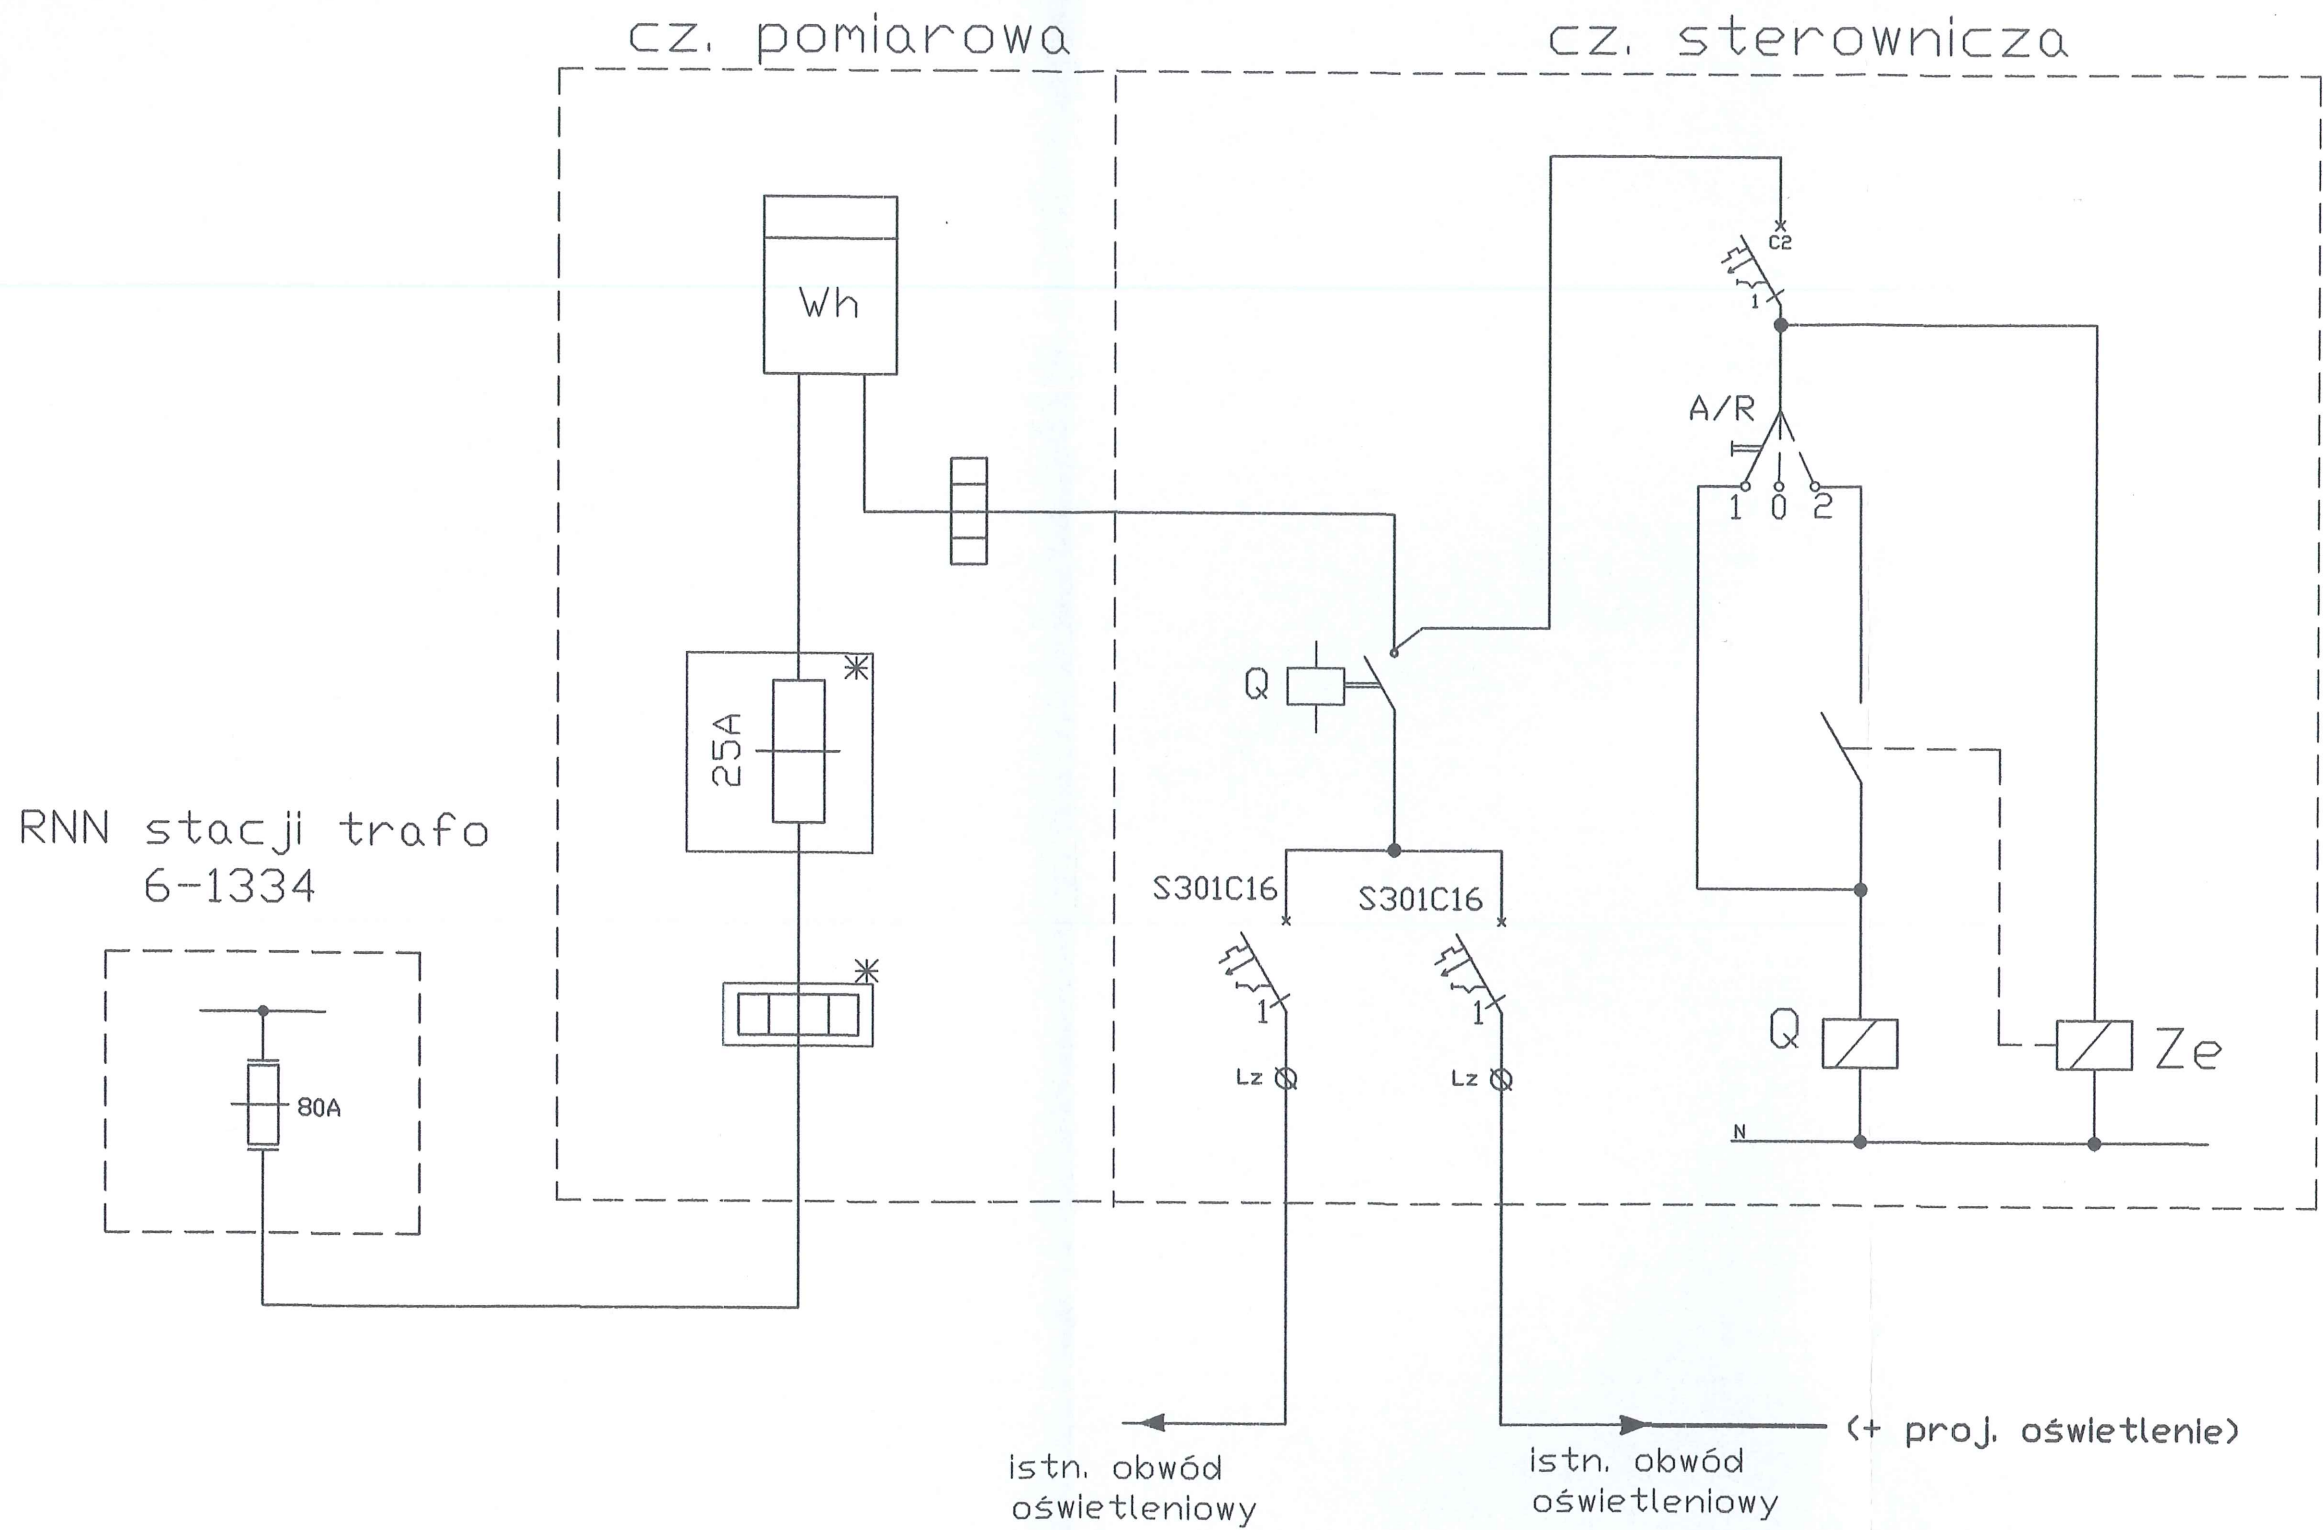 cz. pomiarowa
cz. sterownicza
Wh
C2
1
A/R
1 0 2
Q
25A
RNN stacji trafo
6-1334
80A
S301C16
S301C16
1
1
Lz
Lz
Q
Ze
N
istn. obwód
oświetleniowy
istn. obwód
oświetleniowy
(+ proj. oświetlenie)